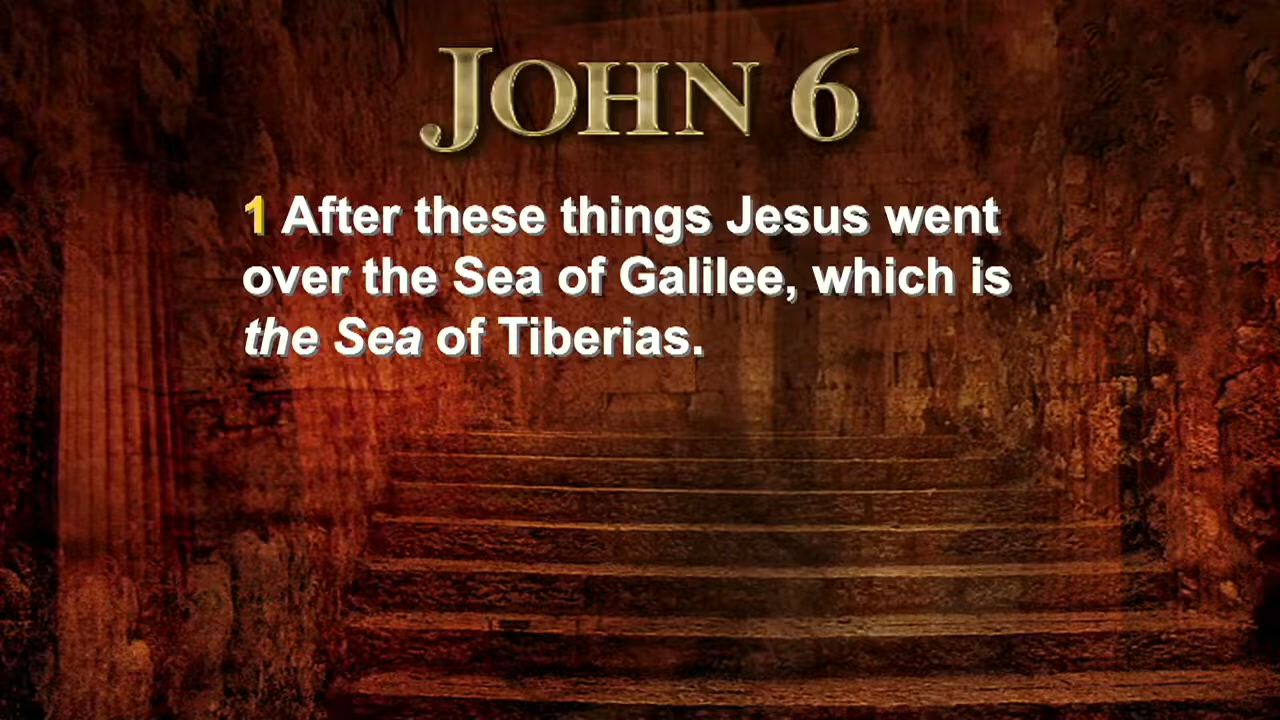 JOHN 6
1 After these things Jesus went
over the Sea of Galilee, which is
the Sea of Tiberias.